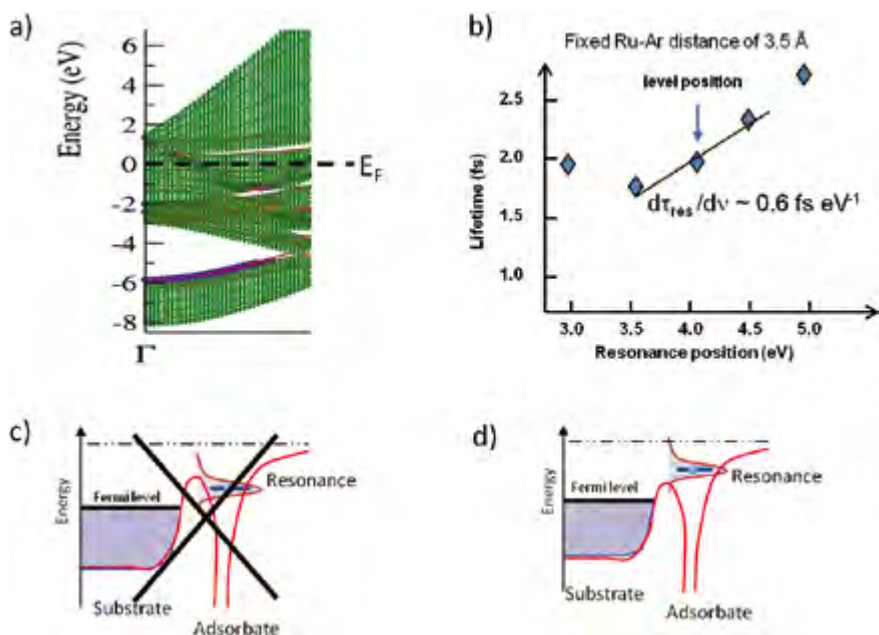 a)
Energy (eV)
6
4
2
0
-2
-4
-6
-8
E_F
Γ
b)
Fixed Ru-Ar distance of 3.5 Å
level position
Lifetime (fs)
2.5
2.0
1.5
1.0
dτ_res/dν ~ 0.6 fs eV⁻¹
3.0 3.5 4.0 4.5 5.0
Resonance position (eV)
c)
Energy
Fermi level
Resonance
Substrate
Adsorbate
d)
Energy
Fermi level
Resonance
Substrate
Adsorbate